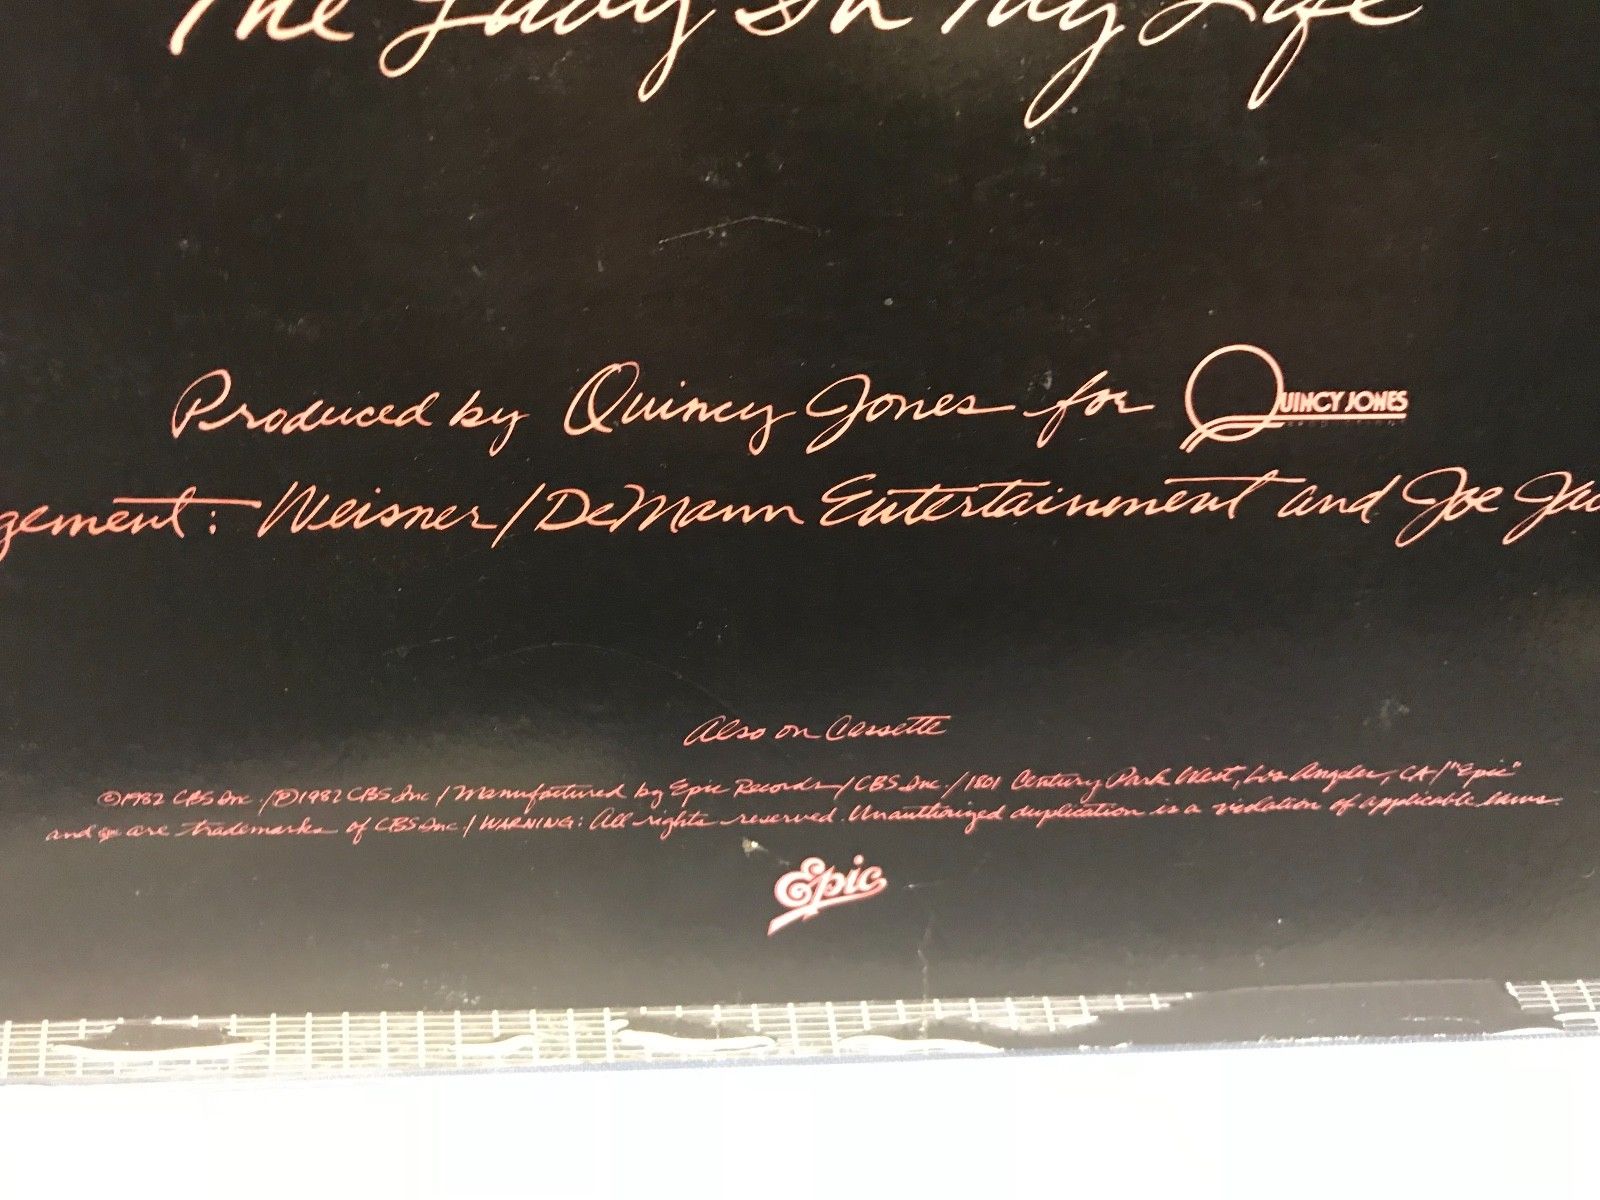 The Lady In My Life
Produced by Quincy Jones for QUINCY JONES PRODUCTIONS
gement: Weisner/DeMann Entertainment and Joe Jac
Also on Cassette
©1982 CBS Inc. / ℗1982 CBS Inc / Manufactured by Epic Records / CBS Inc. / 1801 Century Park West, Los Angeles, CA / "Epic"
and are trademarks of CBS Inc / WARNING: All rights reserved. Unauthorized duplication is a violation of applicable laws.
Epic